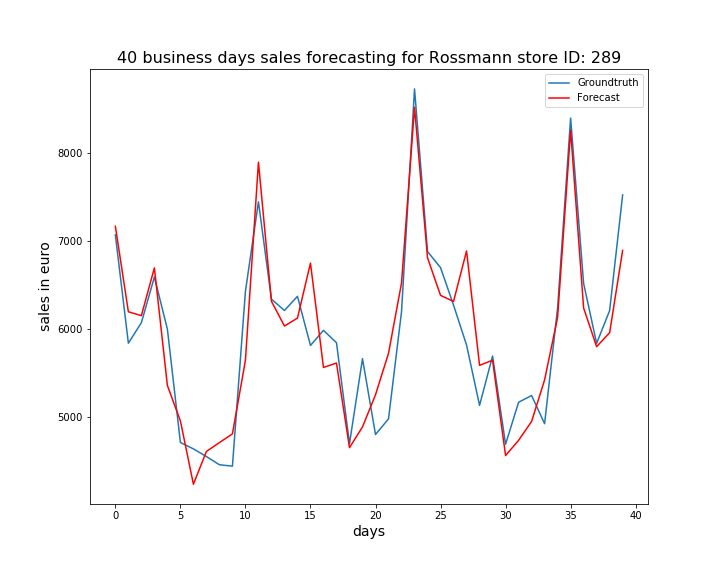 40 business days sales forecasting for Rossmann store ID: 289
Groundtruth
Forecast
8000
7000
6000
5000
sales in euro
0 5 10 15 20 25 30 35 40
days